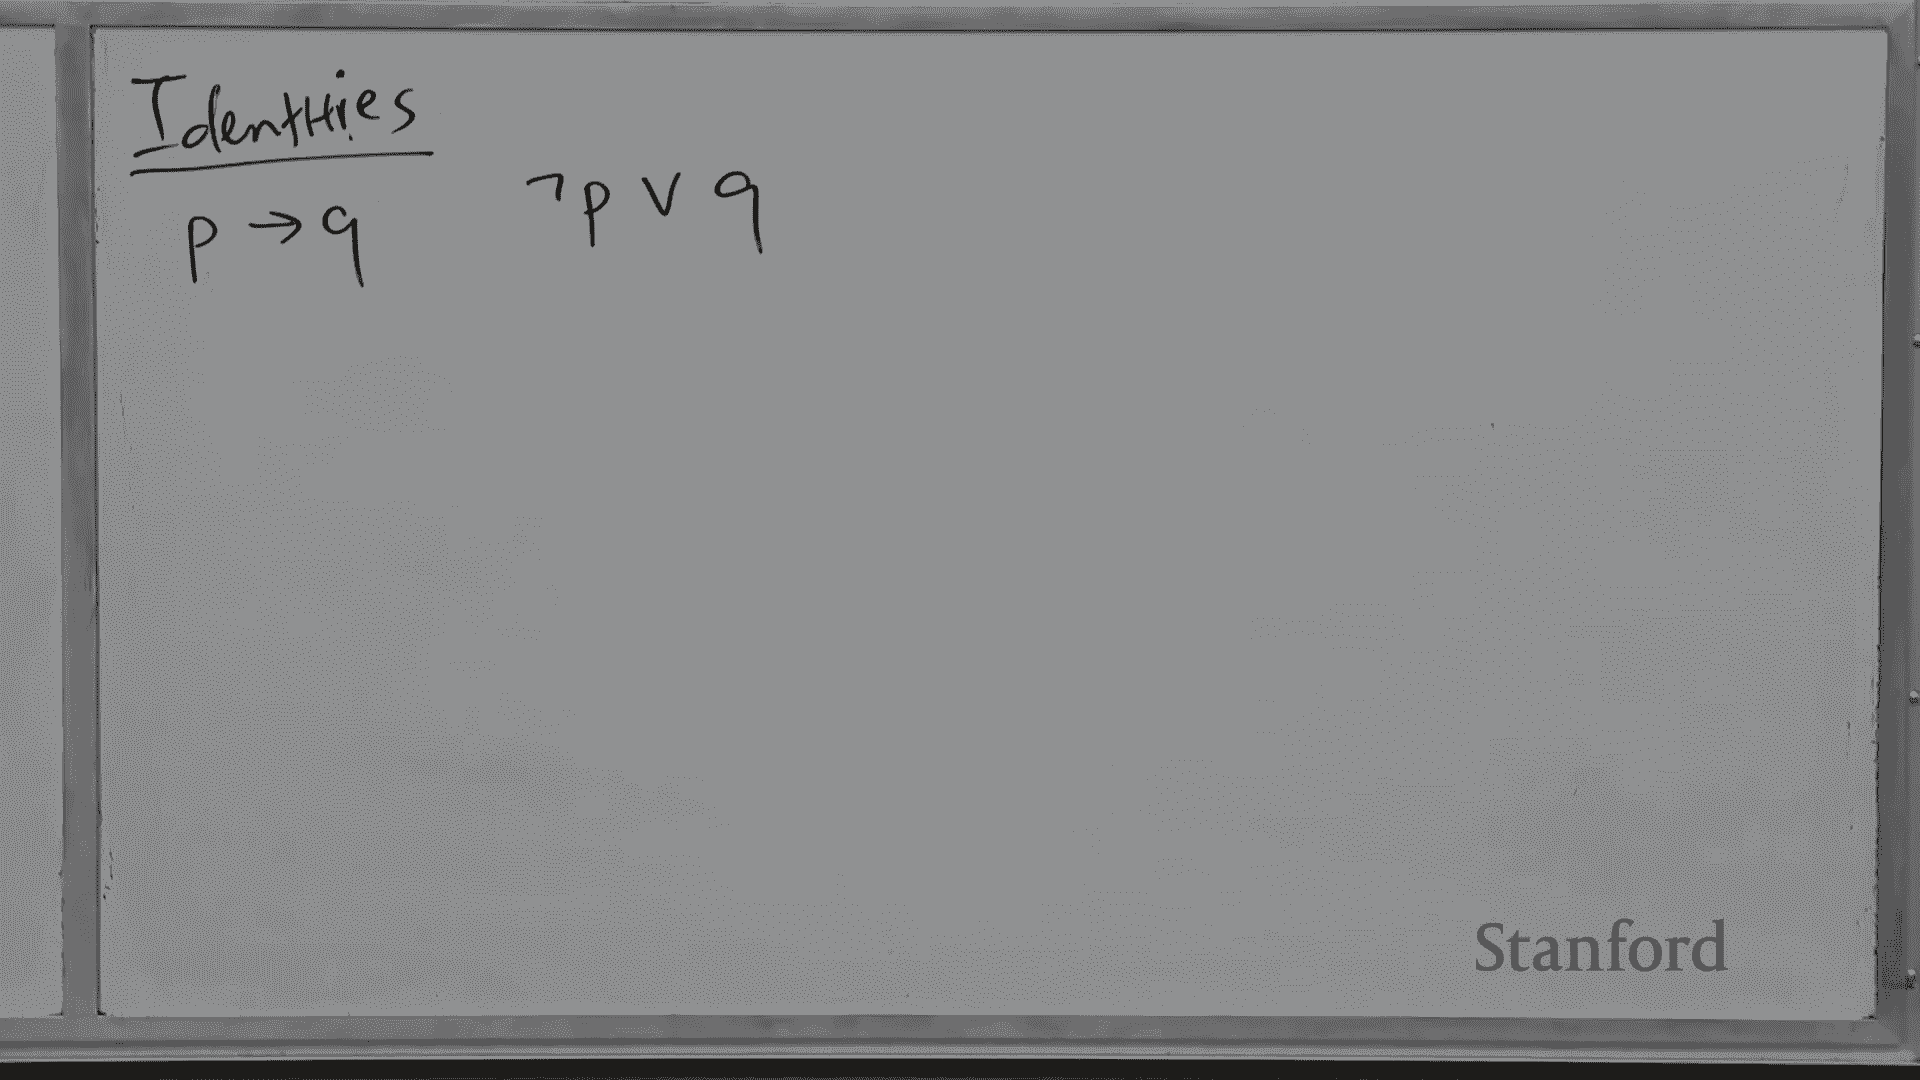 Identities
p → q ¬p ∨ q
Stanford